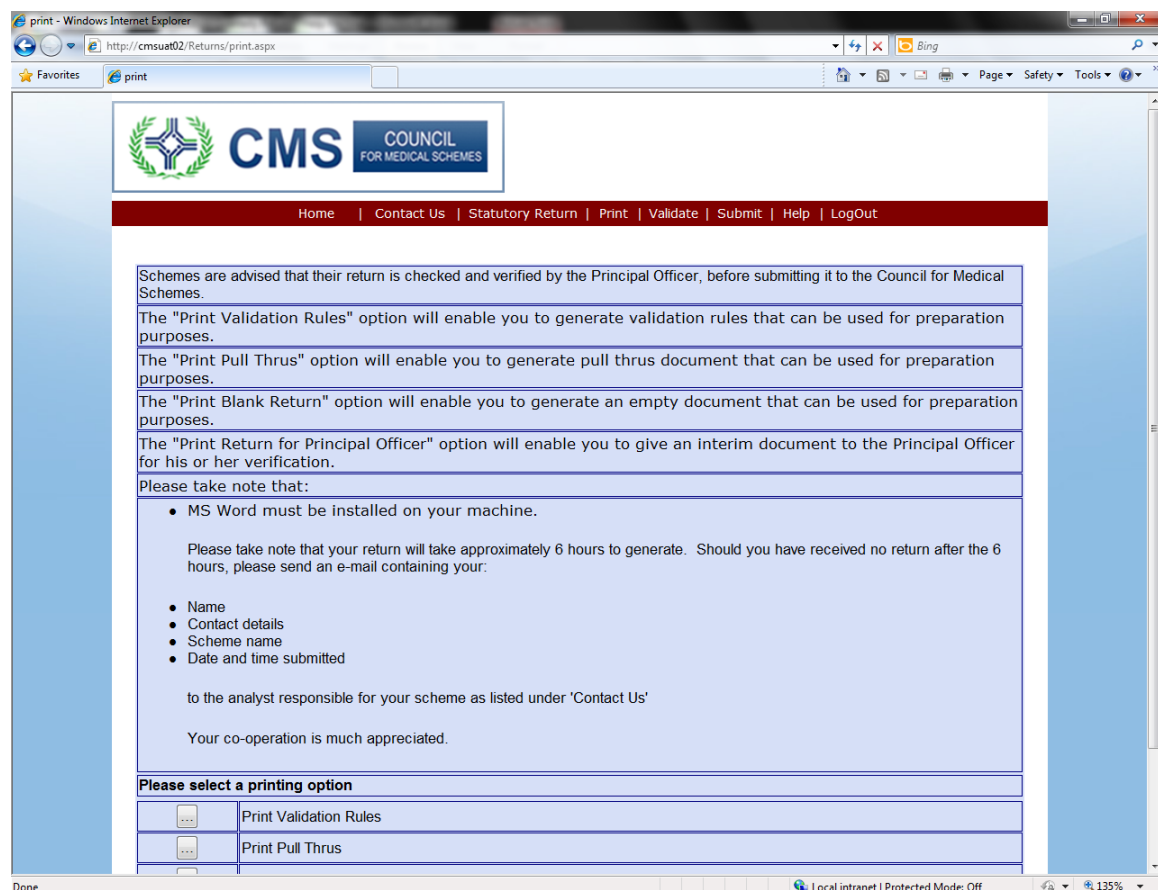 print - Windows Internet Explorer
http://cmsuat02/Returns/print.aspx
Bing
Favorites
print
Page
Safety
Tools
CMS
COUNCIL
FOR MEDICAL SCHEMES
Home | Contact Us | Statutory Return | Print | Validate | Submit | Help | LogOut
Schemes are advised that their return is checked and verified by the Principal Officer, before submitting it to the Council for Medical
Schemes.
The "Print Validation Rules" option will enable you to generate validation rules that can be used for preparation
purposes.
The "Print Pull Thrus" option will enable you to generate pull thrus document that can be used for preparation
purposes.
The "Print Blank Return" option will enable you to generate an empty document that can be used for preparation
purposes.
The "Print Return for Principal Officer" option will enable you to give an interim document to the Principal Officer
for his or her verification.
Please take note that:
● MS Word must be installed on your machine.
Please take note that your return will take approximately 6 hours to generate. Should you have received no return after the 6
hours, please send an e-mail containing your:
● Name
● Contact details
● Scheme name
● Date and time submitted
to the analyst responsible for your scheme as listed under 'Contact Us'
Your co-operation is much appreciated.
Please select a printing option
... Print Validation Rules
... Print Pull Thrus
Done
Local intranet | Protected Mode: Off
135%